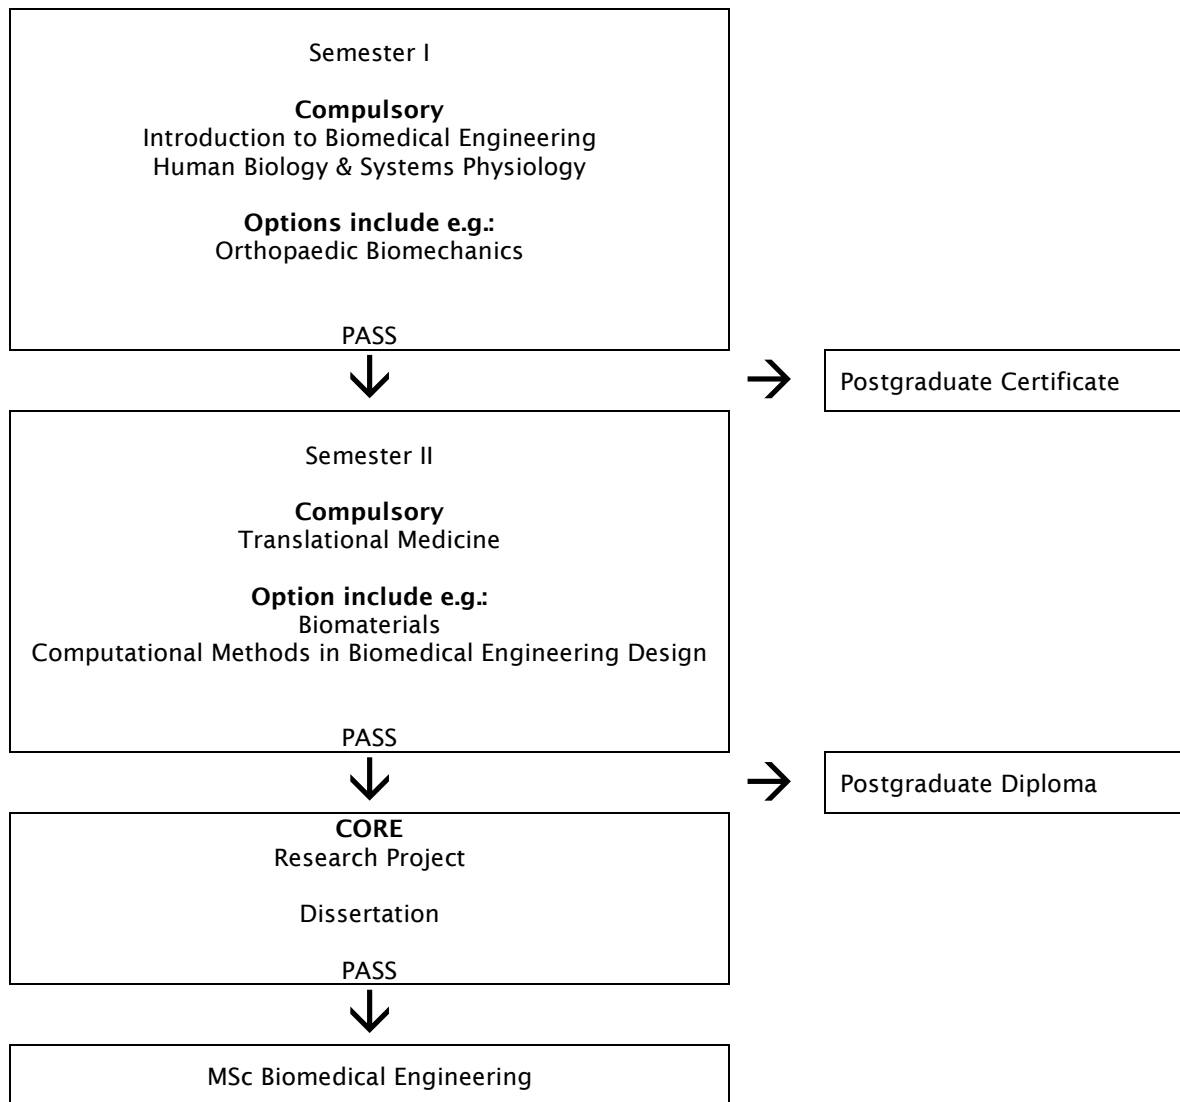 Semester I
Compulsory
Introduction to Biomedical Engineering
Human Biology & Systems Physiology
Options include e.g.:
Orthopaedic Biomechanics
PASS
Postgraduate Certificate
Semester II
Compulsory
Translational Medicine
Option include e.g.:
Biomaterials
Computational Methods in Biomedical Engineering Design
PASS
Postgraduate Diploma
CORE
Research Project
Dissertation
PASS
MSc Biomedical Engineering